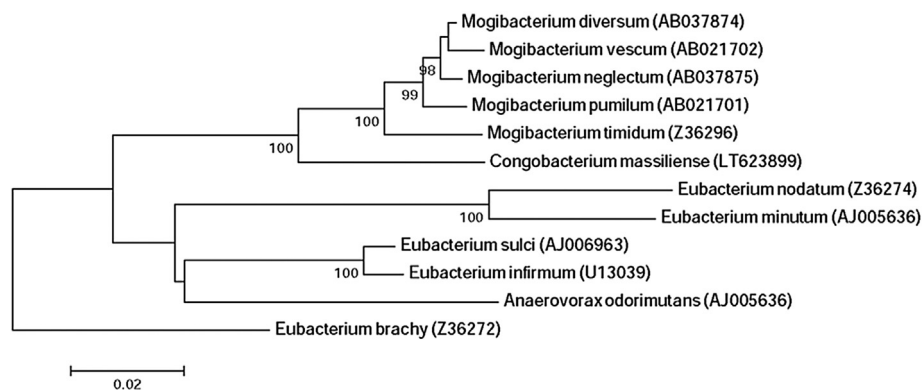 Mogibacterium diversum (AB037874)
Mogibacterium vescum (AB021702)
98
Mogibacterium neglectum (AB037875)
99
Mogibacterium pumilum (AB021701)
100
Mogibacterium timidum (Z36296)
100
Congobacterium massiliense (LT623899)
Eubacterium nodatum (Z36274)
100
Eubacterium minutum (AJ005636)
Eubacterium sulci (AJ006963)
100
Eubacterium infirmum (U13039)
Anaerovorax odorimutans (AJ005636)
Eubacterium brachy (Z36272)
0.02